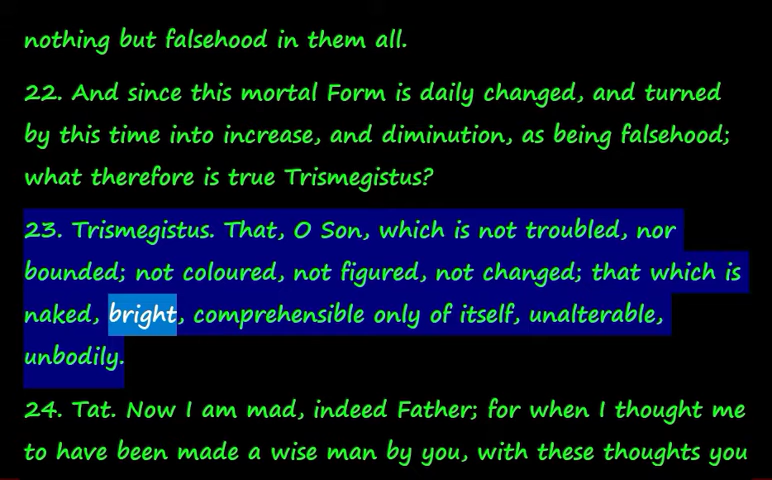 nothing but falsehood in them all.
22. And since this mortal Form is daily changed, and turned
by this time into increase, and diminution, as being falsehood;
what therefore is true Trismegistus?
23. Trismegistus. That, O Son, which is not troubled, nor
bounded; not coloured, not figured, not changed; that which is
naked, bright, comprehensible only of itself, unalterable,
unbodily.
24. Tat. Now I am mad, indeed Father; for when I thought me
to have been made a wise man by you, with these thoughts you